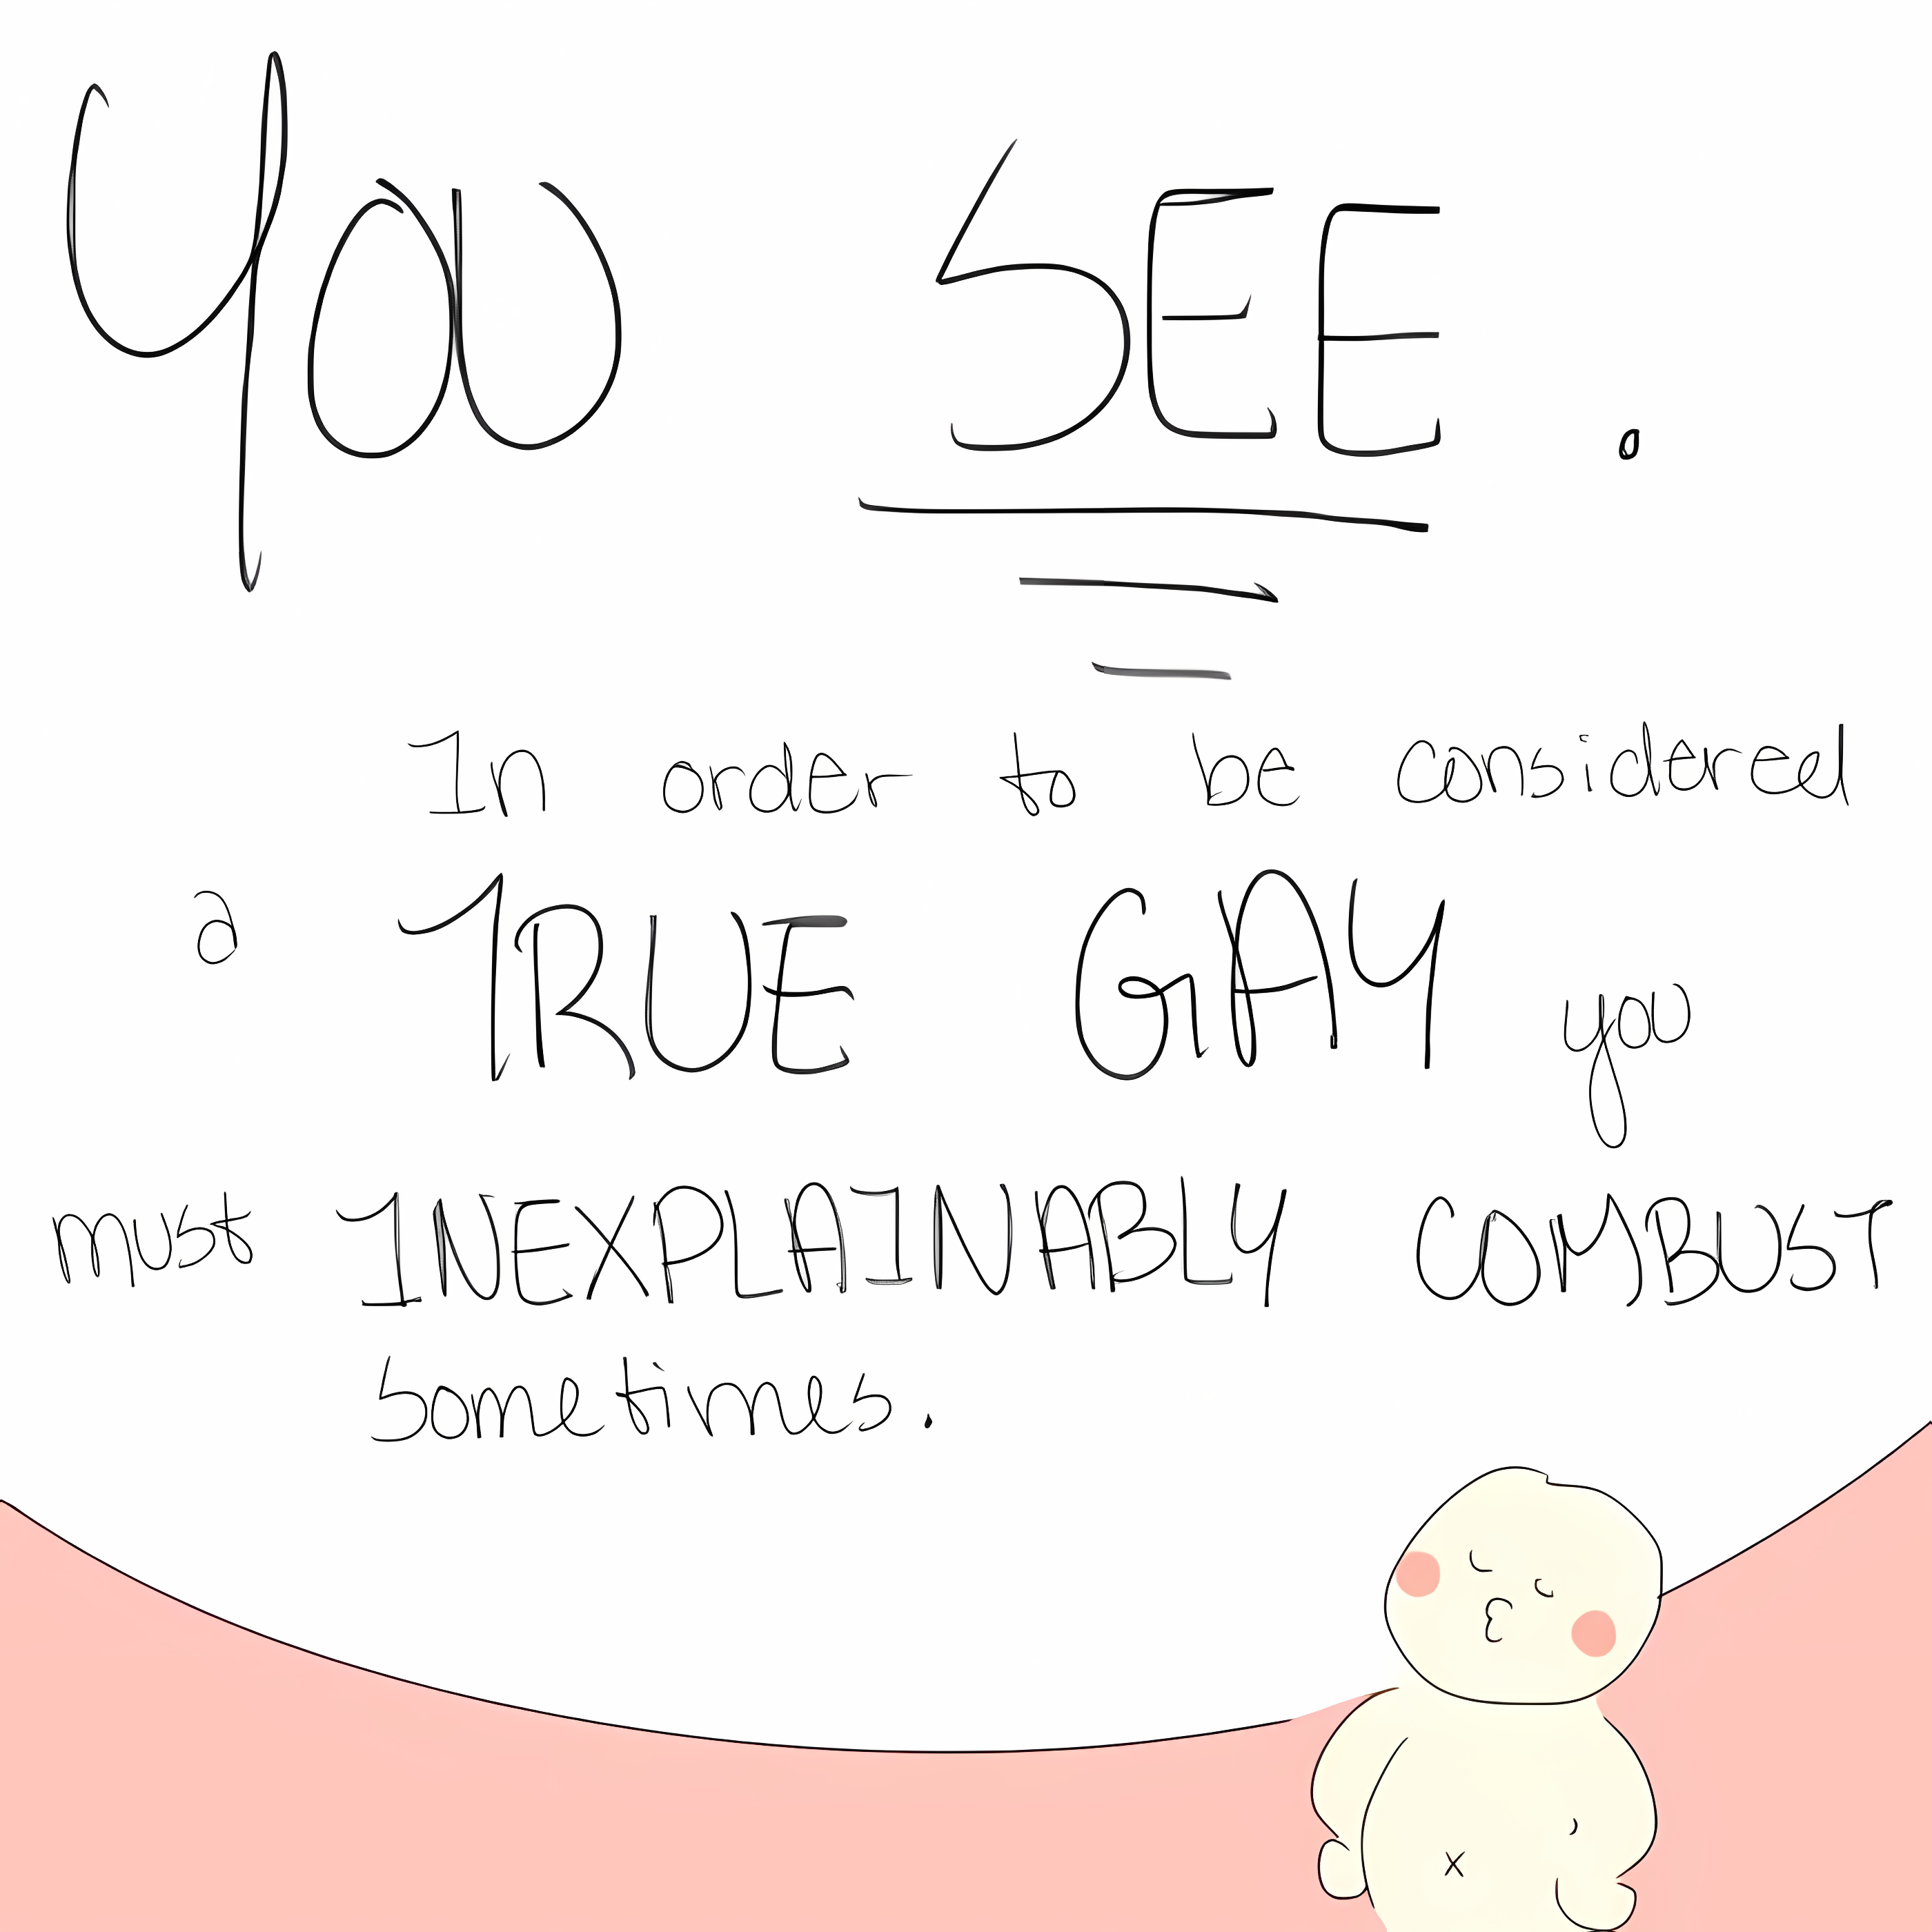 You SEE.
In order to be considered
a TRUE GAY you
must INEXPLAINABLY COMBUST
sometimes.